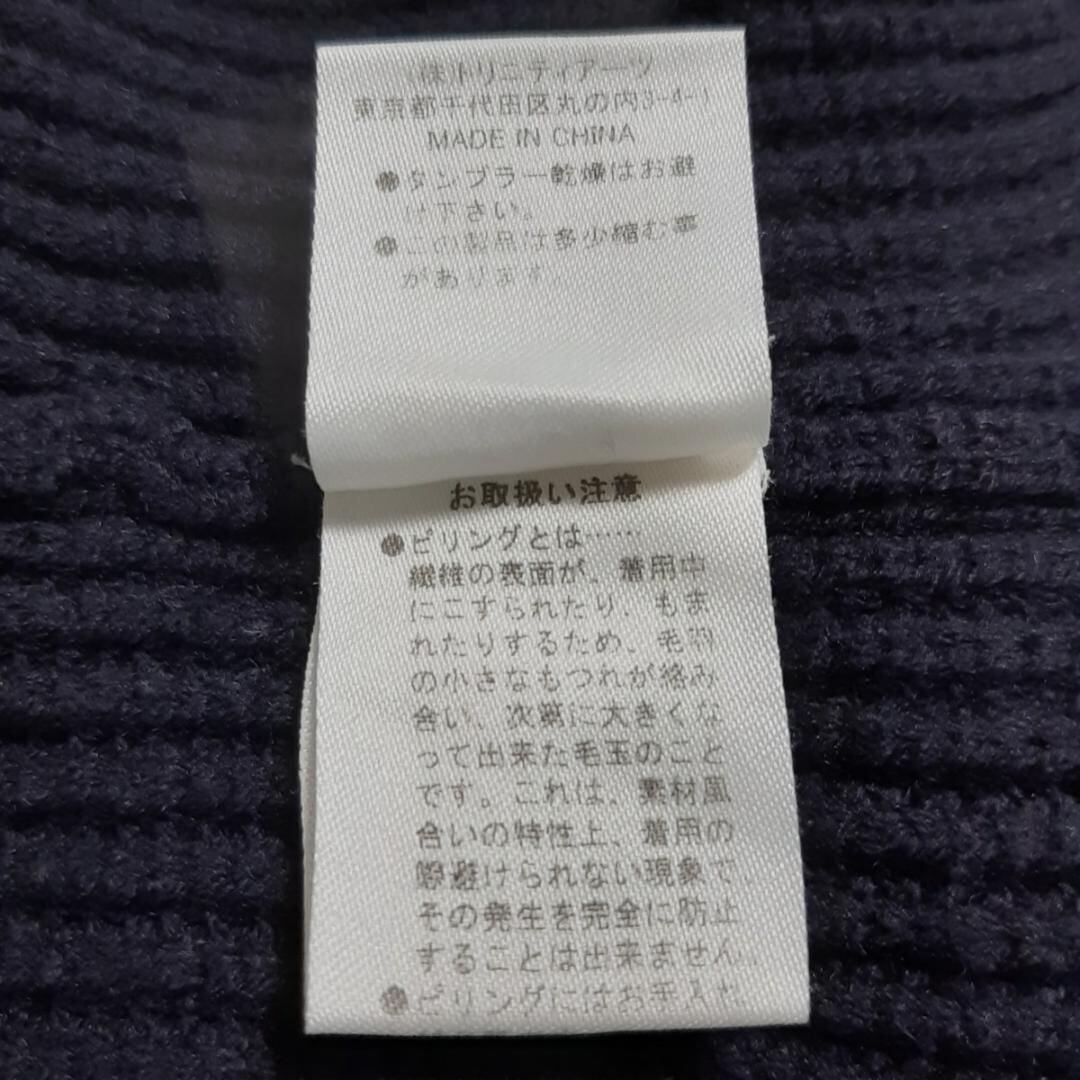 (株)トリニティアーツ
東京都千代田区丸の内3-4-1
MADE IN CHINA
●タンブラー乾燥はお避
け下さい。
●この製品は多少縮む事
があります。
お取扱い注意
●ピリングとは……
繊維の表面が、着用中
にこすられたり、もま
れたりするため、毛羽
の小さなもつれが絡み
合い、次第に大きくな
って出来た毛玉のこと
です。これは、素材風
合いの特性上、着用の
際避けられない現象で、
その発生を完全に防止
することは出来ません。
●ピリングにはお手入れ